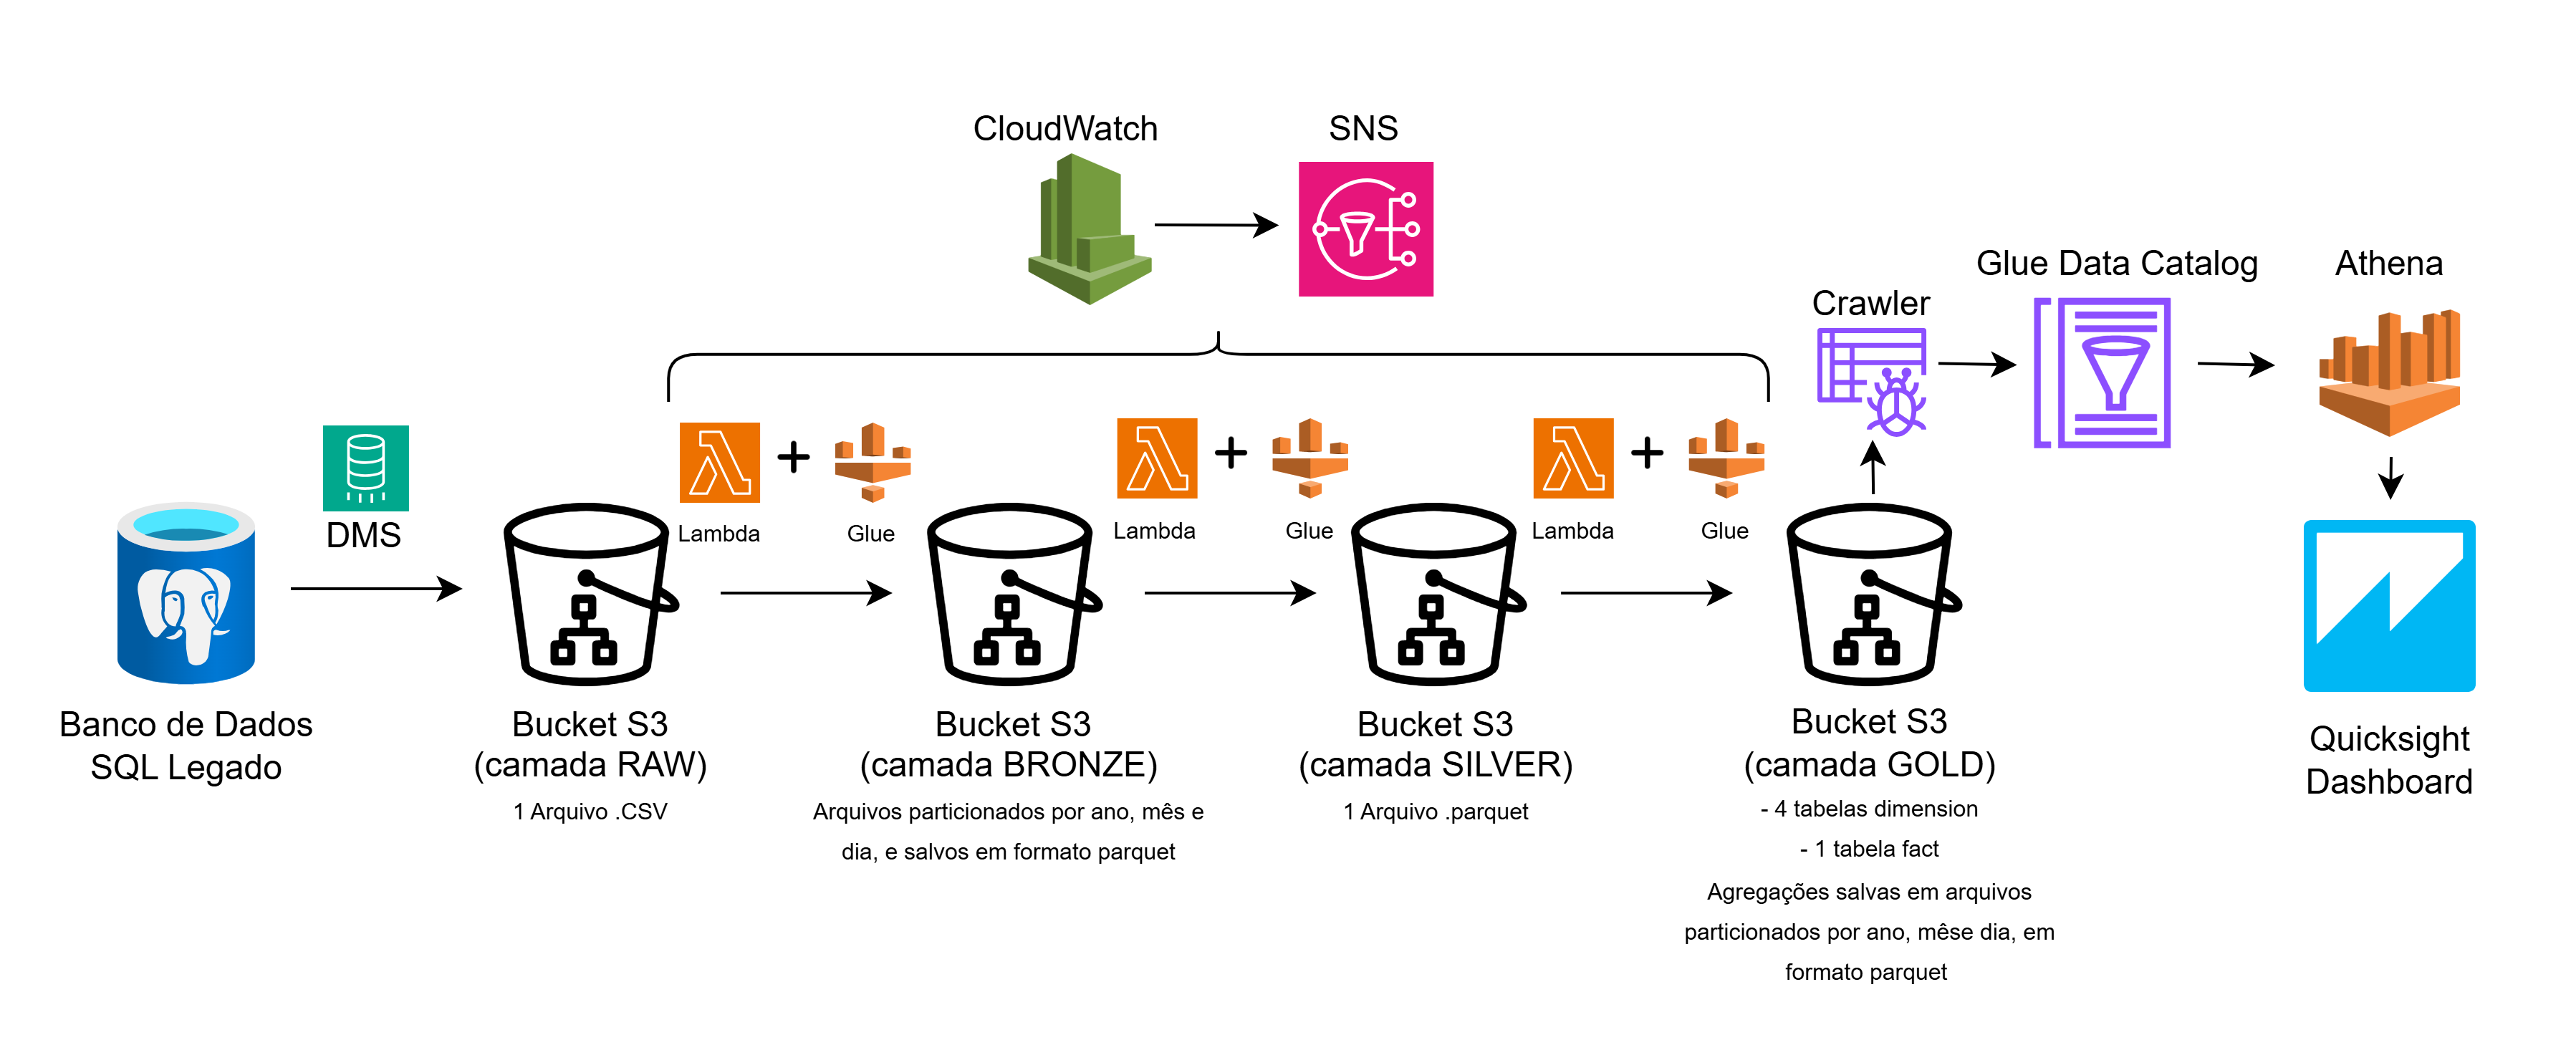 CloudWatch
SNS
Glue Data Catalog
Athena
Crawler
DMS
Lambda
Glue
Lambda
Glue
Lambda
Glue
Banco de Dados
SQL Legado
Bucket S3
(camada RAW)
1 Arquivo .CSV
Bucket S3
(camada BRONZE)
Arquivos particionados por ano, mês e
dia, e salvos em formato parquet
Bucket S3
(camada SILVER)
1 Arquivo .parquet
Bucket S3
(camada GOLD)
- 4 tabelas dimension
- 1 tabela fact
Agregações salvas em arquivos
particionados por ano, mêse dia, em
formato parquet
Quicksight
Dashboard